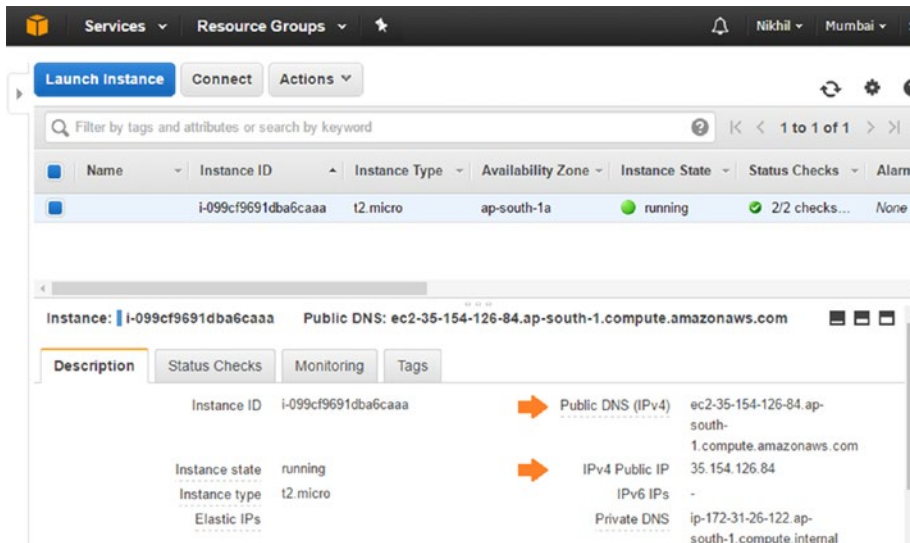 Services Resource Groups Nikhil Mumbai
Launch Instance Connect Actions
Filter by tags and attributes or search by keyword 1 to 1 of 1
Name Instance ID Instance Type Availability Zone Instance State Status Checks Alarm
i-099cf9691dba6caaa t2.micro ap-south-1a running 2/2 checks... None
Instance: i-099cf9691dba6caaa Public DNS: ec2-35-154-126-84.ap-south-1.compute.amazonaws.com
Description Status Checks Monitoring Tags
Instance ID i-099cf9691dba6caaa Public DNS (IPv4) ec2-35-154-126-84.ap-
south-
1.compute.amazonaws.com
Instance state running IPv4 Public IP 35.154.126.84
Instance type t2.micro IPv6 IPs -
Elastic IPs Private DNS ip-172-31-26-122.ap-
south-1.compute.internal